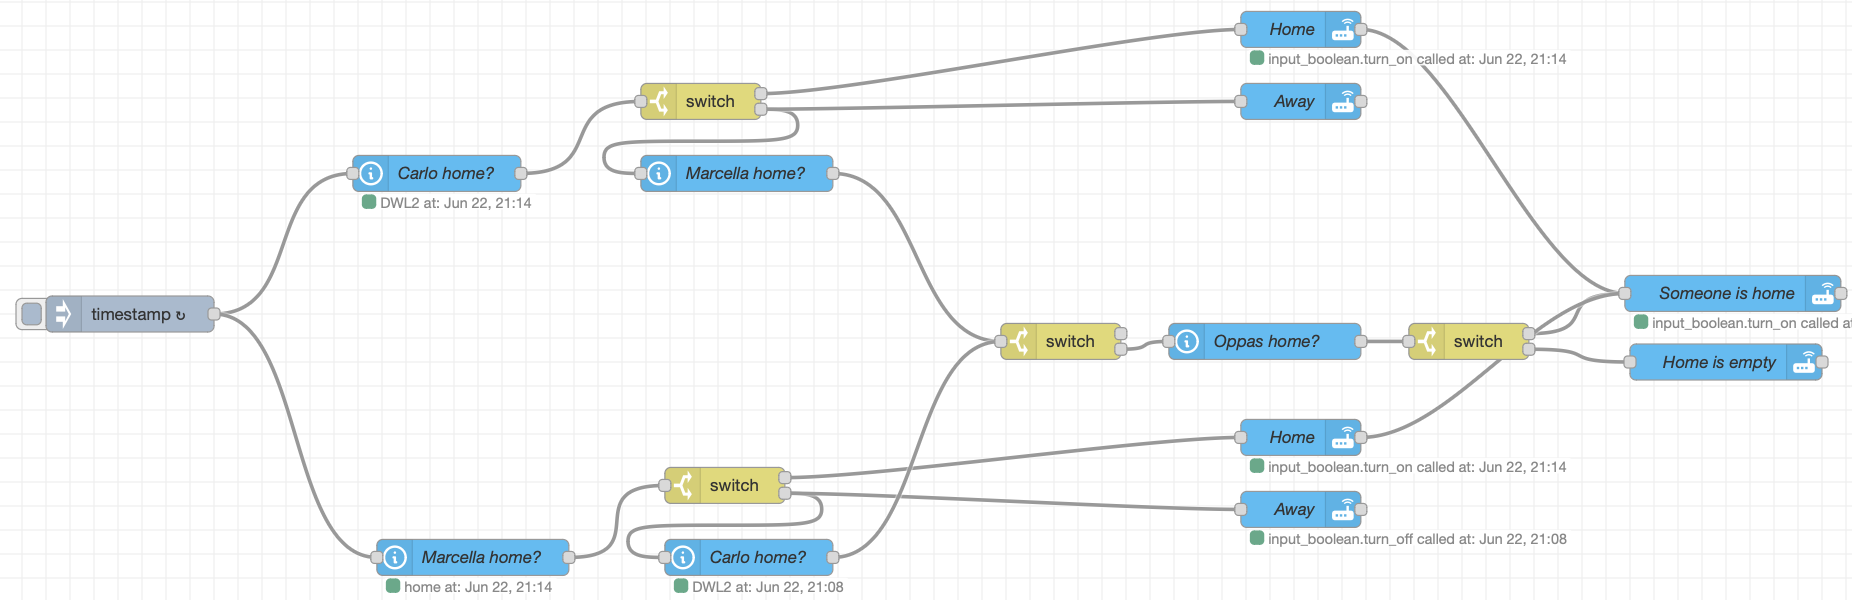 Home
input_boolean.turn_on called at: Jun 22, 21:14
switch
Away
Carlo home?
DWL2 at: Jun 22, 21:14
Marcella home?
timestamp ↻
switch
Oppas home?
switch
Someone is home
input_boolean.turn_on called at
Home is empty
Home
input_boolean.turn_on called at: Jun 22, 21:14
switch
Away
input_boolean.turn_off called at: Jun 22, 21:08
Marcella home?
home at: Jun 22, 21:14
Carlo home?
DWL2 at: Jun 22, 21:08